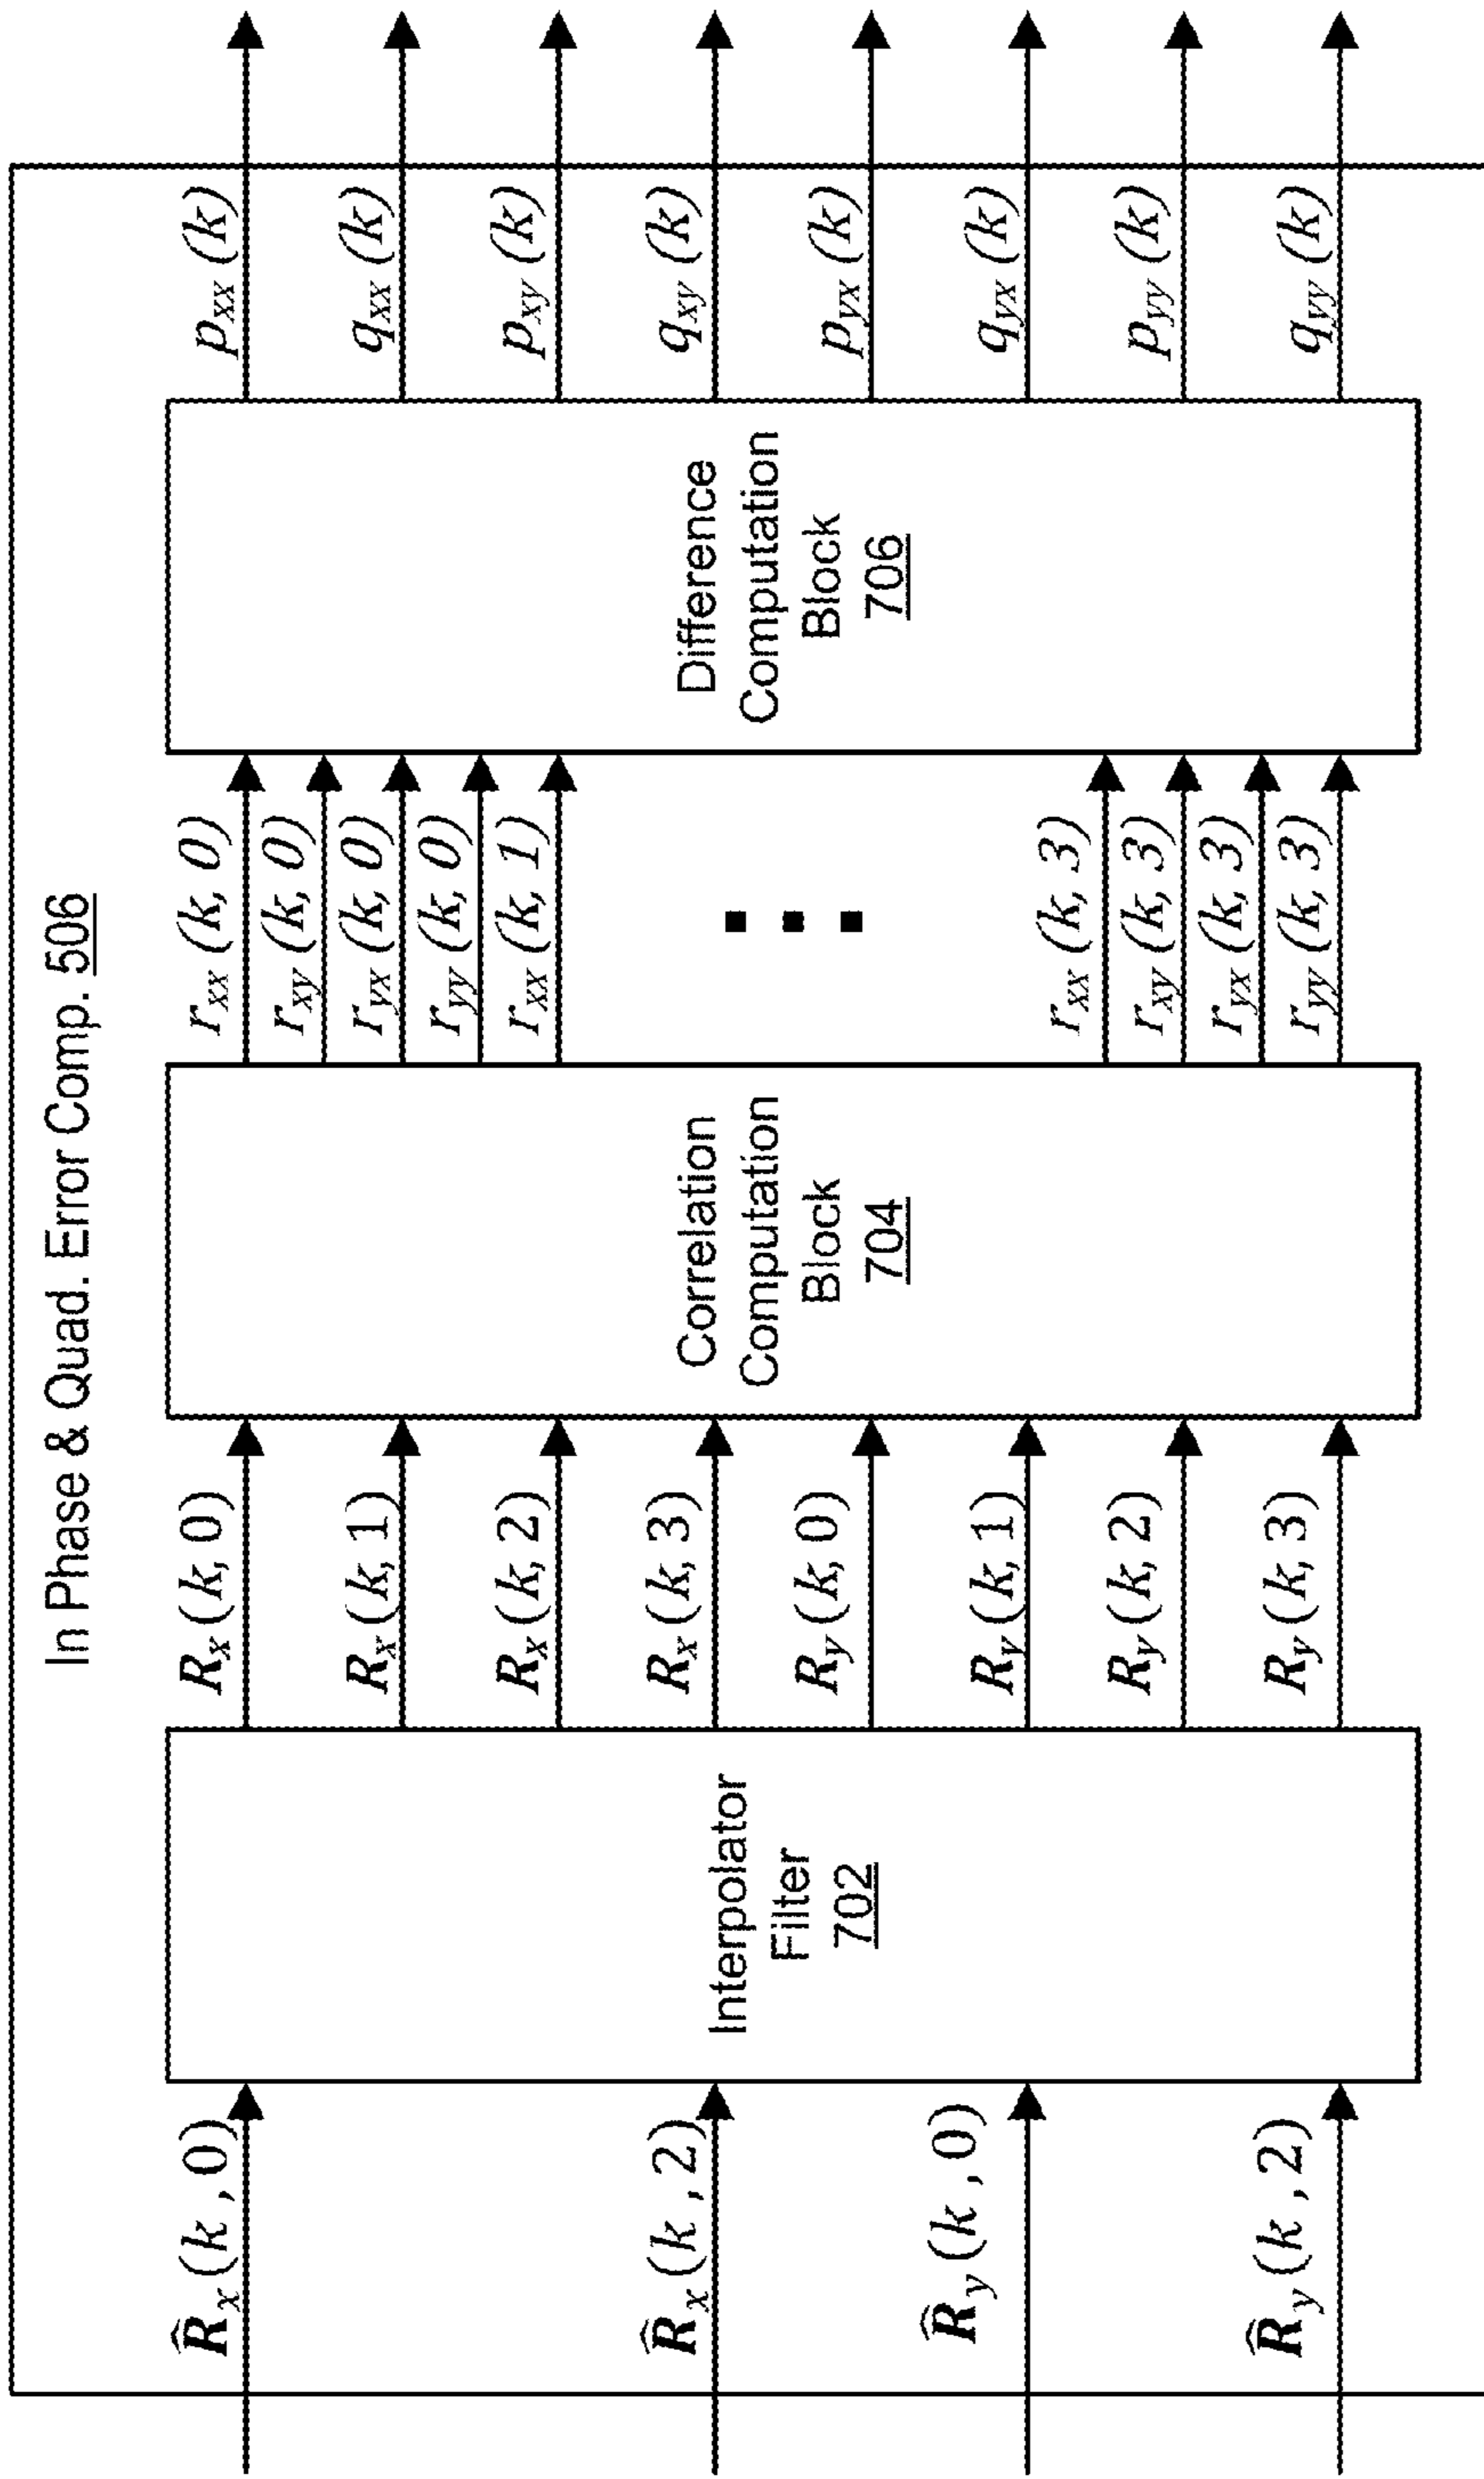 In Phase & Quad. Error Comp. 506
R̂x(k,0)
R̂x(k,2)
R̂y(k,0)
R̂y(k,2)
Interpolator
Filter
702
Rx(k,0)
Rx(k,1)
Rx(k,2)
Rx(k,3)
Ry(k,0)
Ry(k,1)
Ry(k,2)
Ry(k,3)
Correlation
Computation
Block
704
rxx(k,0)
rxy(k,0)
ryx(k,0)
ryy(k,0)
rxx(k,1)
rxx(k,3)
rxy(k,3)
ryx(k,3)
ryy(k,3)
Difference
Computation
Block
706
pxx(k)
qxx(k)
pxy(k)
qxy(k)
pyx(k)
qyx(k)
pyy(k)
qyy(k)